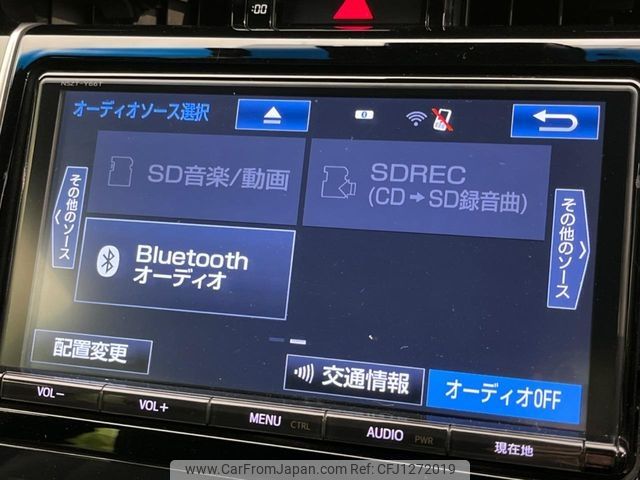 :00
NSZT-Y66T
オーディオソース選択
SD音楽/動画
SDREC
(CD➡SD録音曲)
その他のソース
その他のソース
Bluetooth
オーディオ
配置変更
交通情報
オーディオOFF
VOL−
VOL+
MENU CTRL
AUDIO PWR
現在地
www.CarFromJapan.com CFJ1272019